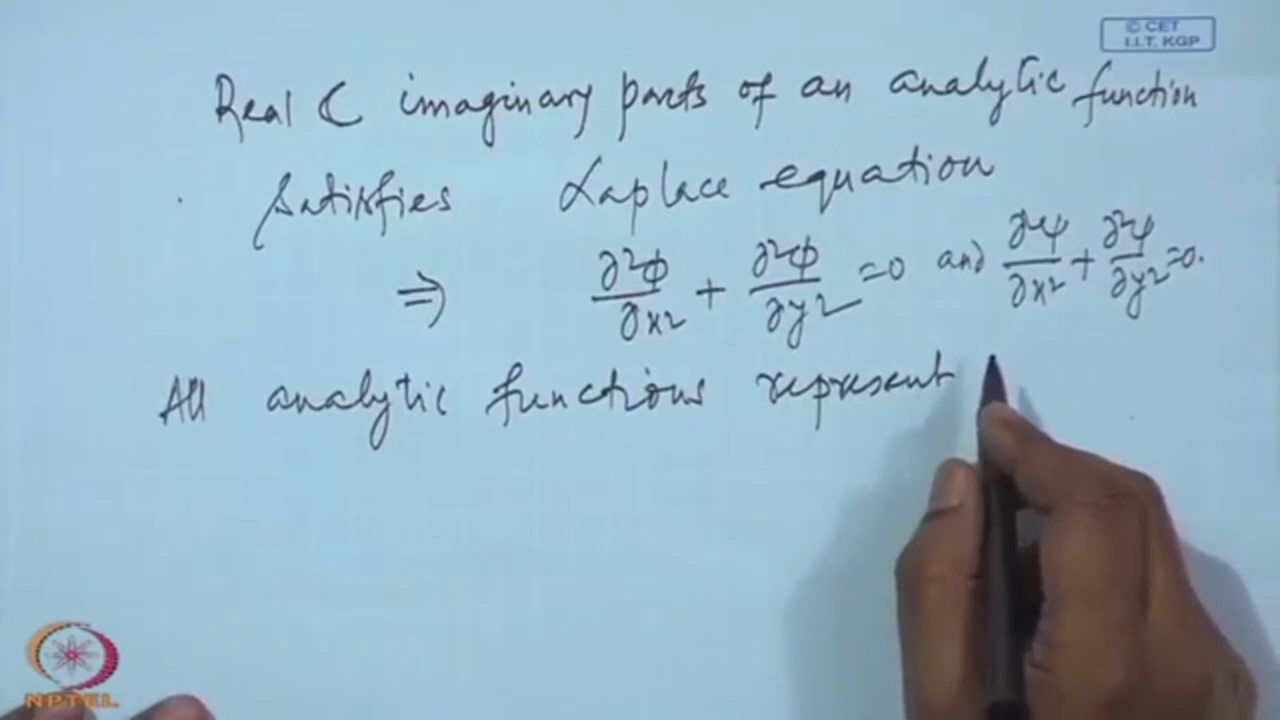 © CET
I.I.T. KGP
Real & imaginary parts of an analytic function
satisfies Laplace equation
⇒ ∂²φ/∂x² + ∂²φ/∂y² = 0 and ∂²ψ/∂x² + ∂²ψ/∂y² = 0.
All analytic functions represent
NPTEL